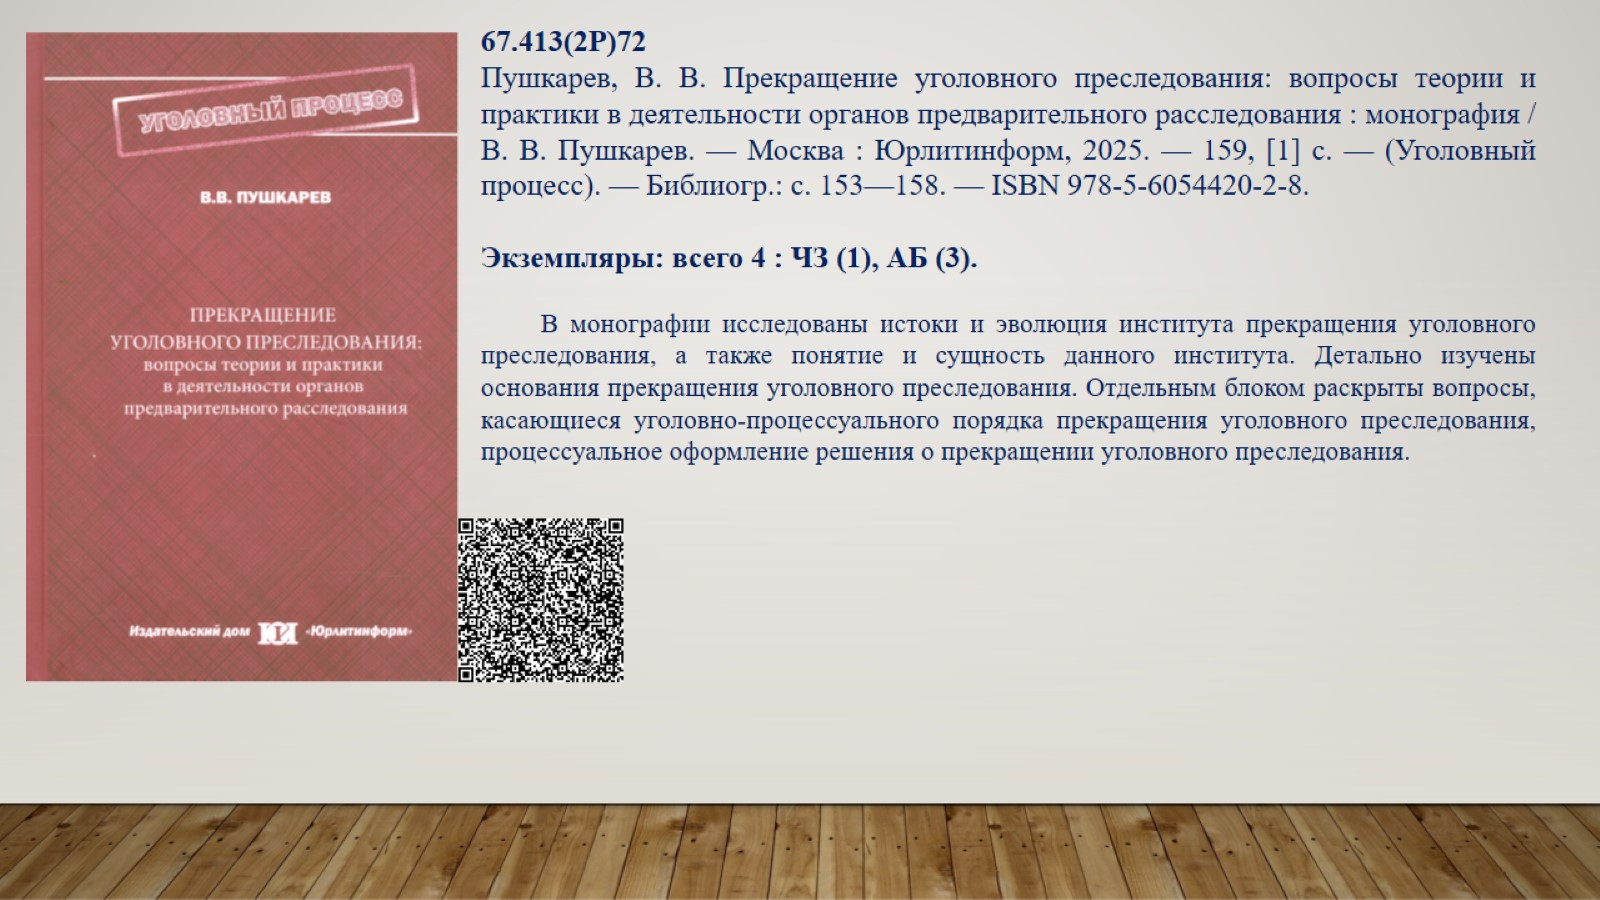 УГОЛОВНЫЙ ПРОЦЕСС
В.В. ПУШКАРЕВ
ПРЕКРАЩЕНИЕ
УГОЛОВНОГО ПРЕСЛЕДОВАНИЯ:
вопросы теории и практики
в деятельности органов
предварительного расследования
Издательский дом «Юрлитинформ»
67.413(2Р)72
Пушкарев, В. В. Прекращение уголовного преследования: вопросы теории и
практики в деятельности органов предварительного расследования : монография /
В. В. Пушкарев. — Москва : Юрлитинформ, 2025. — 159, [1] с. — (Уголовный
процесс). — Библиогр.: с. 153—158. — ISBN 978-5-6054420-2-8.
Экземпляры: всего 4 : ЧЗ (1), АБ (3).
В монографии исследованы истоки и эволюция института прекращения уголовного
преследования, а также понятие и сущность данного института. Детально изучены
основания прекращения уголовного преследования. Отдельным блоком раскрыты вопросы,
касающиеся уголовно-процессуального порядка прекращения уголовного преследования,
процессуальное оформление решения о прекращении уголовного преследования.